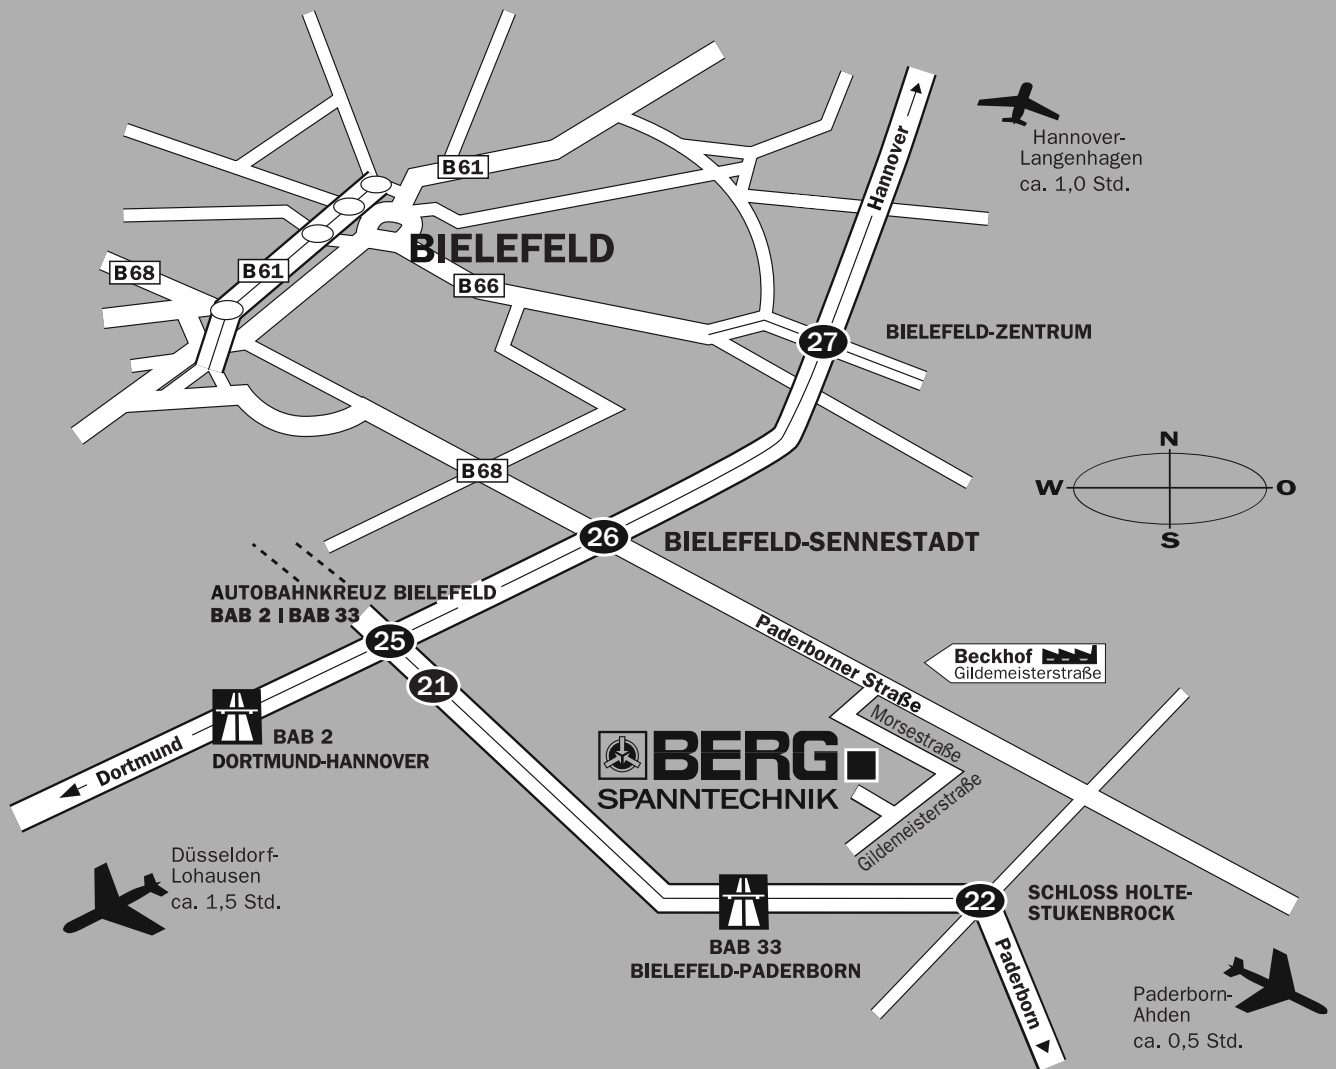 Hannover
Hannover-
Langenhagen
ca. 1,0 Std.
B61
BIELEFELD
B68
B61
B66
27
BIELEFELD-ZENTRUM
N
W
O
S
B68
26
BIELEFELD-SENNESTADT
AUTOBAHNKREUZ BIELEFELD
BAB 2 I BAB 33
25
21
Paderborner Straße
Beckhof
Gildemeisterstraße
Morsestraße
Dortmund
BAB 2
DORTMUND-HANNOVER
BERG
SPANNTECHNIK
Gildemeisterstraße
Düsseldorf-
Lohausen
ca. 1,5 Std.
22
SCHLOSS HOLTE-
STUKENBROCK
BAB 33
BIELEFELD-PADERBORN
Paderborn
Paderborn-
Ahden
ca. 0,5 Std.